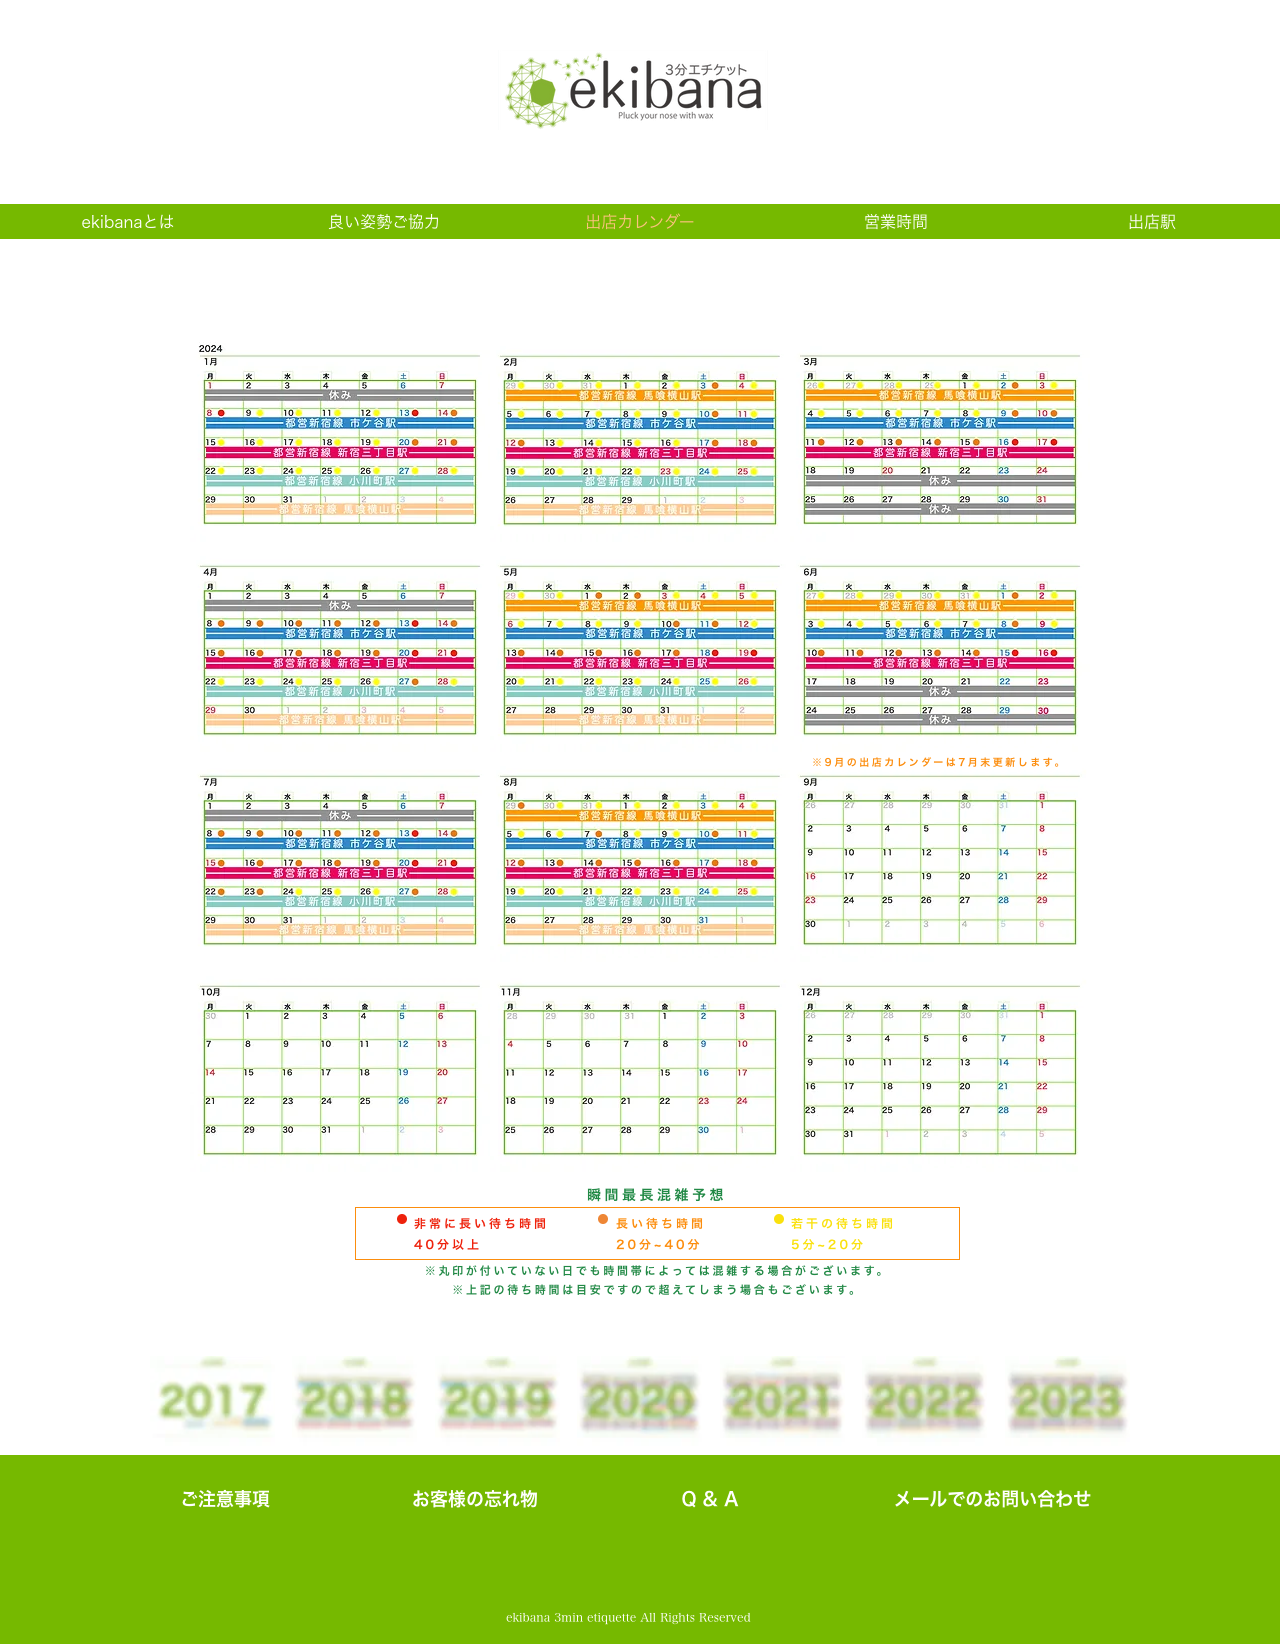 3分エチケット
ekibana
Pluck your nose with wax
ekibanaとは 良い姿勢ご協力 出店カレンダー 営業時間 出店駅
2024
1月
月 火 水 木 金 土 日
1 2 3 4 5 6 7
休み
8 9 10 11 12 13 14
都営新宿線 市ケ谷駅
15 16 17 18 19 20 21
都営新宿線 新宿三丁目駅
22 23 24 25 26 27 28
都営新宿線 小川町駅
29 30 31 1 2 3 4
都営新宿線 馬喰横山駅
2月
月 火 水 木 金 土 日
29 30 31 1 2 3 4
都営新宿線 馬喰横山駅
5 6 7 8 9 10 11
都営新宿線 市ケ谷駅
12 13 14 15 16 17 18
都営新宿線 新宿三丁目駅
19 20 21 22 23 24 25
都営新宿線 小川町駅
26 27 28 29 1 2 3
都営新宿線 馬喰横山駅
3月
月 火 水 木 金 土 日
26 27 28 29 1 2 3
都営新宿線 馬喰横山駅
4 5 6 7 8 9 10
都営新宿線 市ケ谷駅
11 12 13 14 15 16 17
都営新宿線 新宿三丁目駅
18 19 20 21 22 23 24
休み
25 26 27 28 29 30 31
休み
4月
月 火 水 木 金 土 日
1 2 3 4 5 6 7
休み
8 9 10 11 12 13 14
都営新宿線 市ケ谷駅
15 16 17 18 19 20 21
都営新宿線 新宿三丁目駅
22 23 24 25 26 27 28
都営新宿線 小川町駅
29 30 1 2 3 4 5
都営新宿線 馬喰横山駅
5月
月 火 水 木 金 土 日
29 30 1 2 3 4 5
都営新宿線 馬喰横山駅
6 7 8 9 10 11 12
都営新宿線 市ケ谷駅
13 14 15 16 17 18 19
都営新宿線 新宿三丁目駅
20 21 22 23 24 25 26
都営新宿線 小川町駅
27 28 29 30 31 1 2
都営新宿線 馬喰横山駅
6月
月 火 水 木 金 土 日
27 28 29 30 31 1 2
都営新宿線 馬喰横山駅
3 4 5 6 7 8 9
都営新宿線 市ケ谷駅
10 11 12 13 14 15 16
都営新宿線 新宿三丁目駅
17 18 19 20 21 22 23
休み
24 25 26 27 28 29 30
休み
※9月の出店カレンダーは7月末更新します。
7月
月 火 水 木 金 土 日
1 2 3 4 5 6 7
休み
8 9 10 11 12 13 14
都営新宿線 市ケ谷駅
15 16 17 18 19 20 21
都営新宿線 新宿三丁目駅
22 23 24 25 26 27 28
都営新宿線 小川町駅
29 30 31 1 2 3 4
都営新宿線 馬喰横山駅
8月
月 火 水 木 金 土 日
29 30 31 1 2 3 4
都営新宿線 馬喰横山駅
5 6 7 8 9 10 11
都営新宿線 市ケ谷駅
12 13 14 15 16 17 18
都営新宿線 新宿三丁目駅
19 20 21 22 23 24 25
都営新宿線 小川町駅
26 27 28 29 30 31 1
都営新宿線 馬喰横山駅
9月
月 火 水 木 金 土 日
26 27 28 29 30 31 1
2 3 4 5 6 7 8
9 10 11 12 13 14 15
16 17 18 19 20 21 22
23 24 25 26 27 28 29
30 1 2 3 4 5 6
10月
月 火 水 木 金 土 日
30 1 2 3 4 5 6
7 8 9 10 11 12 13
14 15 16 17 18 19 20
21 22 23 24 25 26 27
28 29 30 31 1 2 3
11月
月 火 水 木 金 土 日
28 29 30 31 1 2 3
4 5 6 7 8 9 10
11 12 13 14 15 16 17
18 19 20 21 22 23 24
25 26 27 28 29 30 1
12月
月 火 水 木 金 土 日
26 27 28 29 30 31 1
2 3 4 5 6 7 8
9 10 11 12 13 14 15
16 17 18 19 20 21 22
23 24 25 26 27 28 29
30 31 1 2 3 4 5
瞬間最長混雑予想
非常に長い待ち時間 長い待ち時間 若干の待ち時間
40分以上 20分~40分 5分~20分
※丸印が付いていない日でも時間帯によっては混雑する場合がございます。
※上記の待ち時間は目安ですので超えてしまう場合もございます。
2017 2018 2019 2020 2021 2022 2023
ご注意事項 お客様の忘れ物 Q & A メールでのお問い合わせ
ekibana 3min etiquette All Rights Reserved